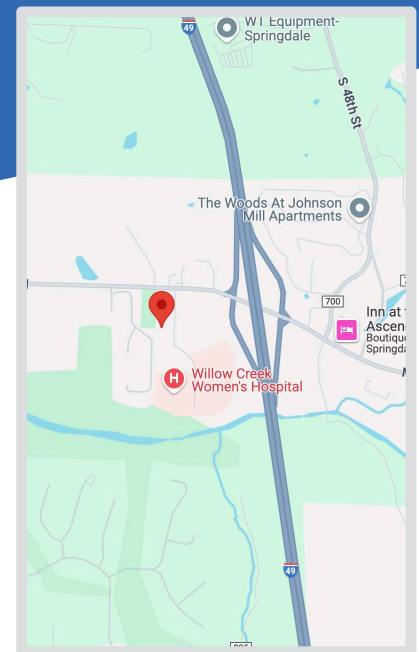 49
WT Equipment-
Springdale
S 48th St
The Woods At Johnson
Mill Apartments
700
Inn at
Ascen
Boutique
Springda
H
Willow Creek
Women's Hospital
49